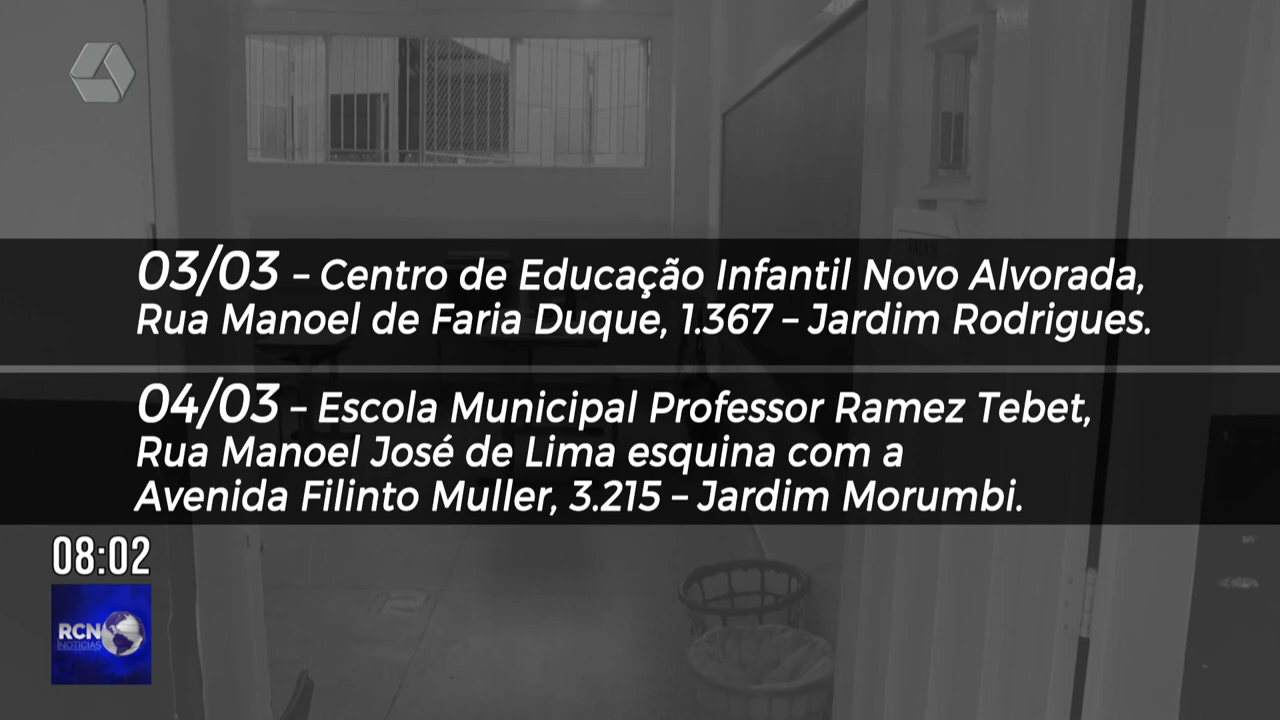 03/03 – Centro de Educação Infantil Novo Alvorada,
Rua Manoel de Faria Duque, 1.367 – Jardim Rodrigues.
04/03 – Escola Municipal Professor Ramez Tebet,
Rua Manoel José de Lima esquina com a
Avenida Filinto Muller, 3.215 – Jardim Morumbi.
08:02
RCN
NOTÍCIAS